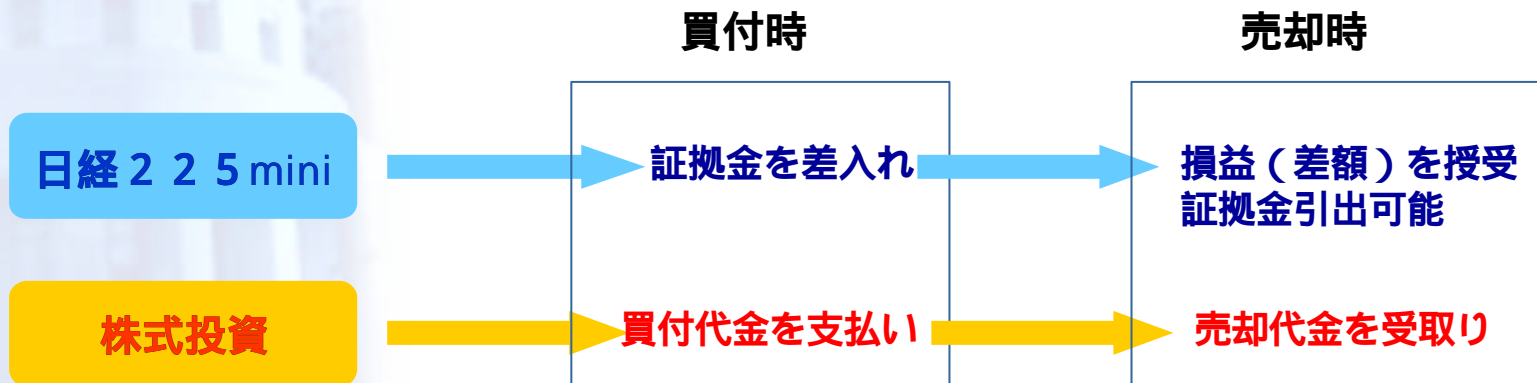 買付時
売却時
日経２２５mini
証拠金を差入れ
損益（差額）を授受
証拠金引出可能
株式投資
買付代金を支払い
売却代金を受取り